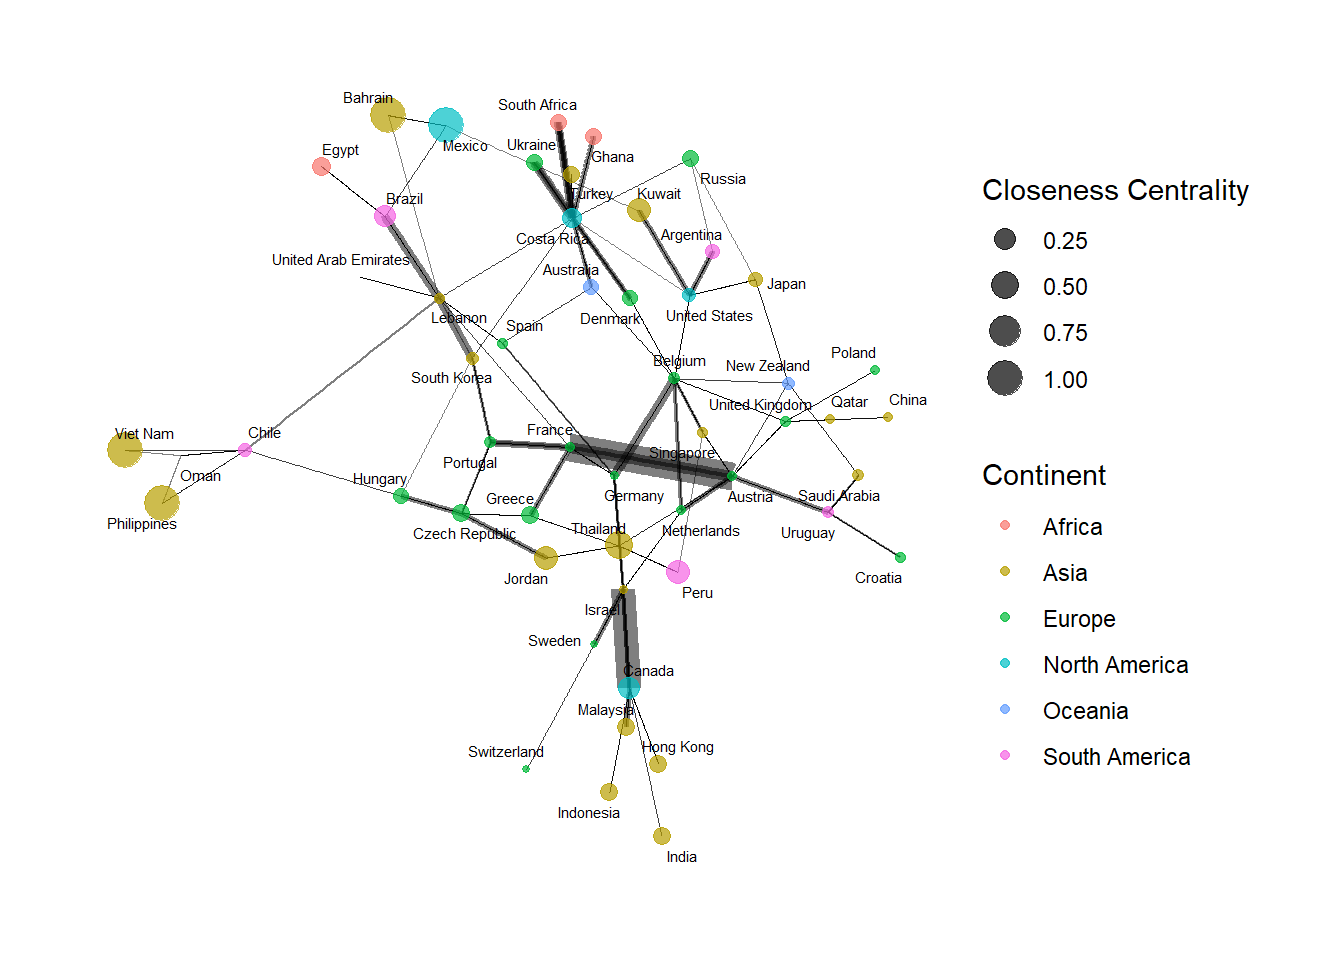 Bahrain
South Africa
Ukraine
Mexico
Egypt
Ghana
Russia
Brazil
Turkey
Kuwait
Argentina
Costa Rica
United Arab Emirates
Australia
Japan
Lebanon
Spain
Denmark
United States
South Korea
Belgium
New Zealand
Poland
United Kingdom
Qatar
China
Viet Nam
Chile
France
Singapore
Portugal
Oman
Hungary
Greece
Germany
Austria
Saudi Arabia
Philippines
Czech Republic
Thailand
Netherlands
Uruguay
Jordan
Peru
Croatia
Israel
Sweden
Canada
Malaysia
Hong Kong
Switzerland
Indonesia
India
Closeness Centrality
0.25
0.50
0.75
1.00
Continent
Africa
Asia
Europe
North America
Oceania
South America